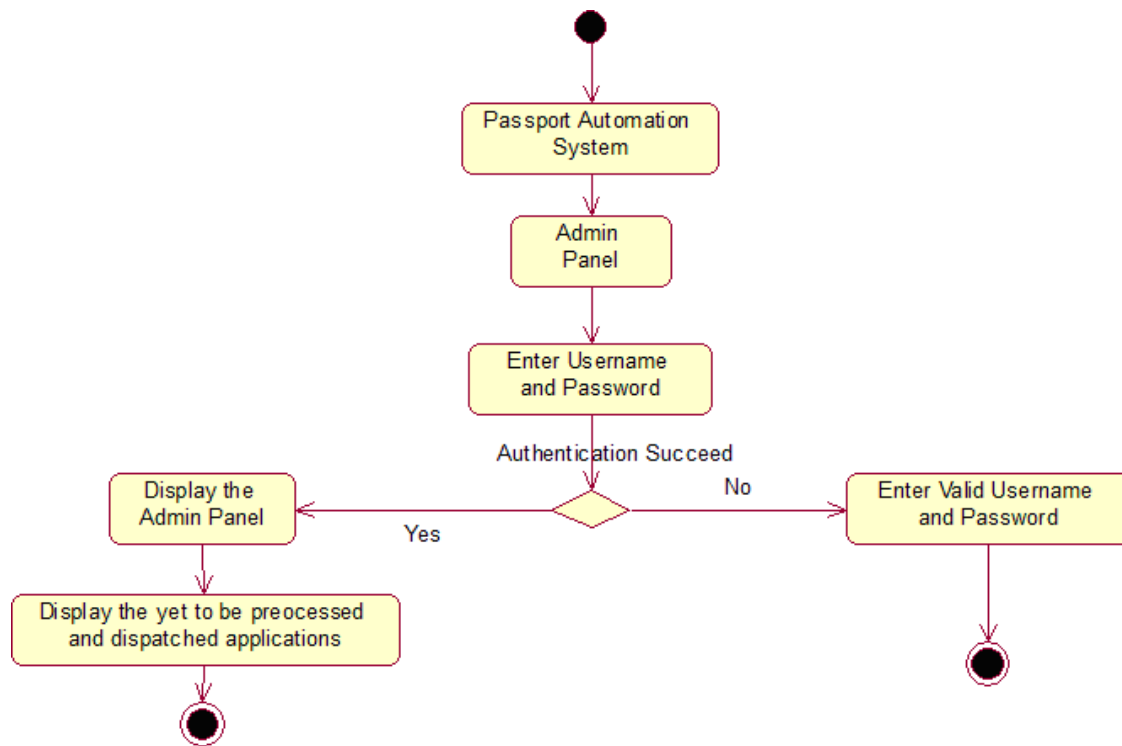 Passport Automation
System
Admin
Panel
Enter Username
and Password
Authentication Succeed
No
Yes
Display the
Admin Panel
Enter Valid Username
and Password
Display the yet to be preocessed
and dispatched applications